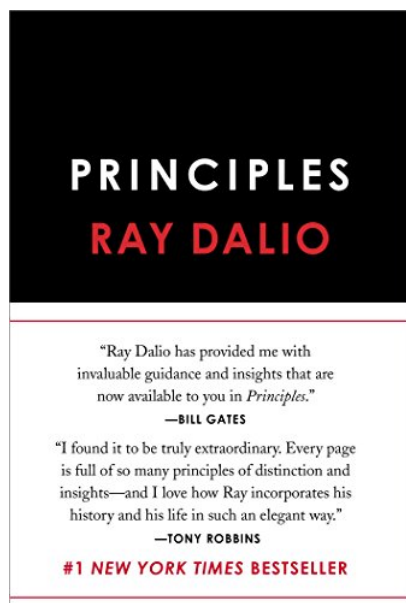 PRINCIPLES
RAY DALIO
“Ray Dalio has provided me with
invaluable guidance and insights that are
now available to you in Principles.”
—BILL GATES
“I found it to be truly extraordinary. Every page
is full of so many principles of distinction and
insights—and I love how Ray incorporates his
history and his life in such an elegant way.”
—TONY ROBBINS
#1 NEW YORK TIMES BESTSELLER